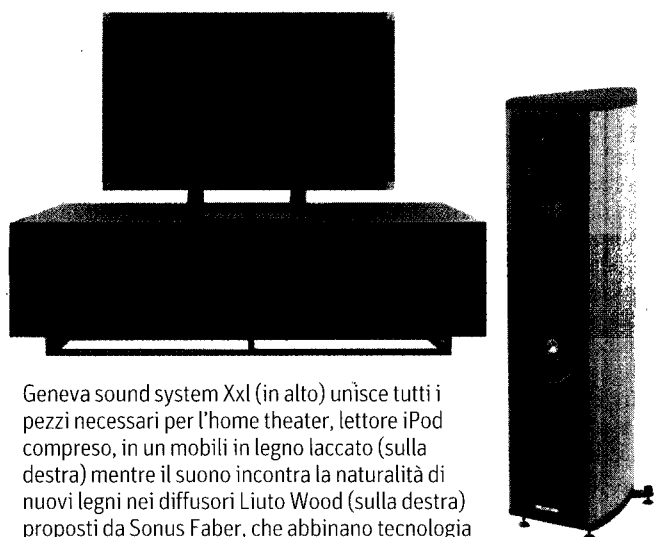 Geneva sound system Xxl (in alto) unisce tutti i
pezzi necessari per l'home theater, lettore iPod
compreso, in un mobili in legno laccato (sulla
destra) mentre il suono incontra la naturalità di
nuovi legni nei diffusori Liuto Wood (sulla destra)
proposti da Sonus Faber, che abbinano tecnologia